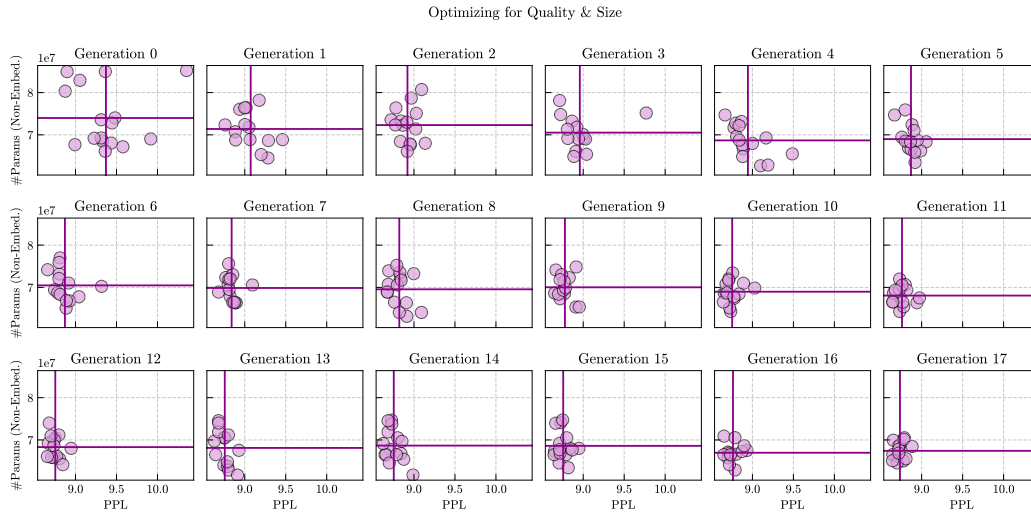 Optimizing for Quality & Size
Generation 0 Generation 1 Generation 2 Generation 3 Generation 4 Generation 5
1e7
#Params (Non-Embed.)
8
7
Generation 6 Generation 7 Generation 8 Generation 9 Generation 10 Generation 11
1e7
#Params (Non-Embed.)
8
7
Generation 12 Generation 13 Generation 14 Generation 15 Generation 16 Generation 17
1e7
#Params (Non-Embed.)
8
7
9.0 9.5 10.0 9.0 9.5 10.0 9.0 9.5 10.0 9.0 9.5 10.0 9.0 9.5 10.0 9.0 9.5 10.0
PPL PPL PPL PPL PPL PPL